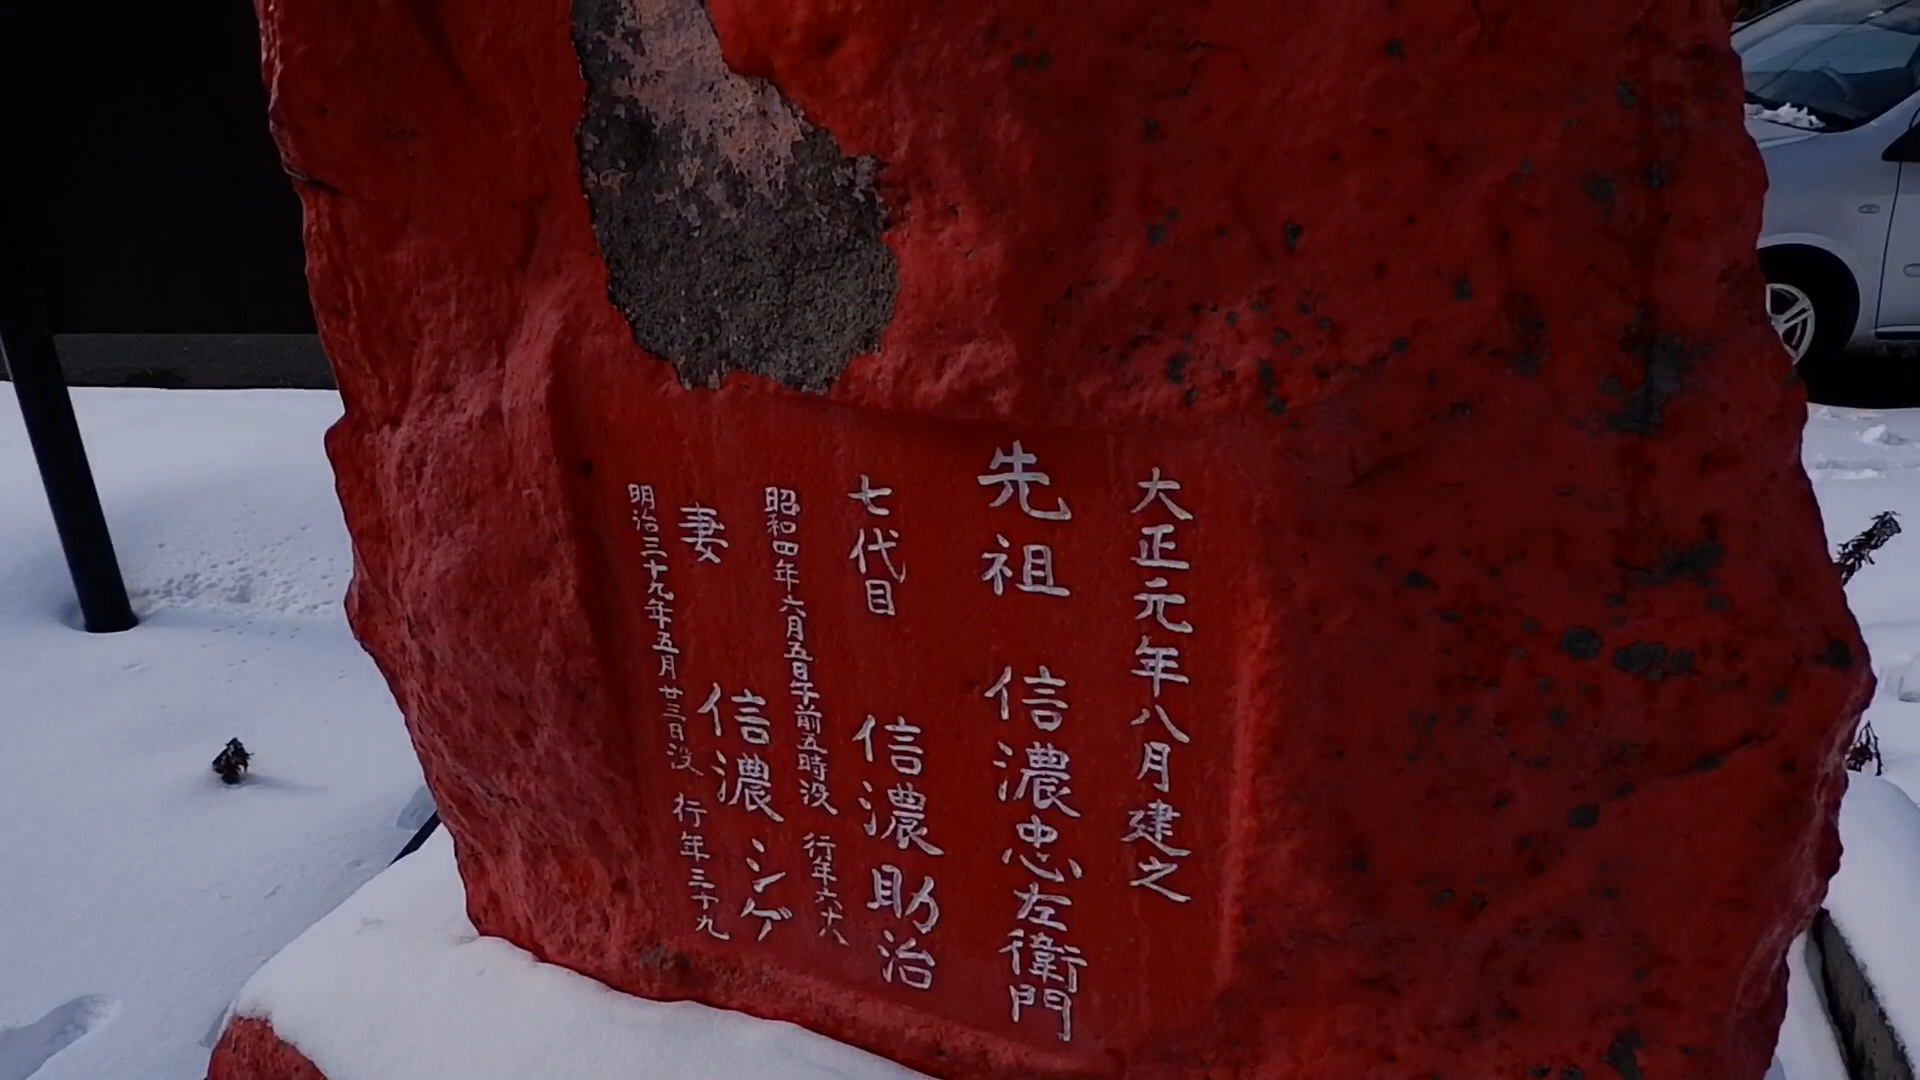 大正元年八月建之
先祖 信濃忠左衛門
七代目 信濃助治
昭和四年六月五日午前五時没 行年六十八
妻 信濃シゲ
明治三十九年五月廿三日没 行年三十九